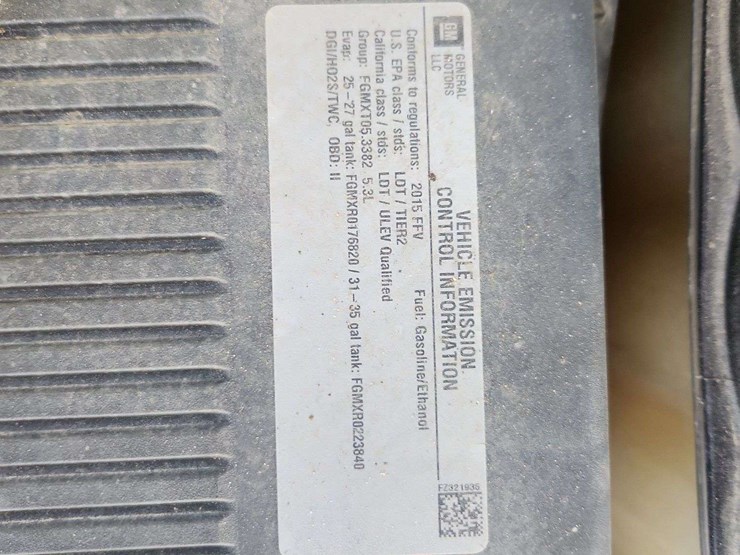 GM
GENERAL
MOTORS
LLC
VEHICLE EMISSION
CONTROL INFORMATION
Conforms to regulations: 2015 FFV Fuel: Gasoline/Ethanol
U.S. EPA class / stds: LDT / TIER2
California class / stds: LDT / ULEV Qualified
Group: FGMXT05.3382 5.3L
Evap: 25-27 gal tank: FGMXR0176820 / 31-35 gal tank: FGMXR0223840
DGI/HO2S/TWC, OBD: II